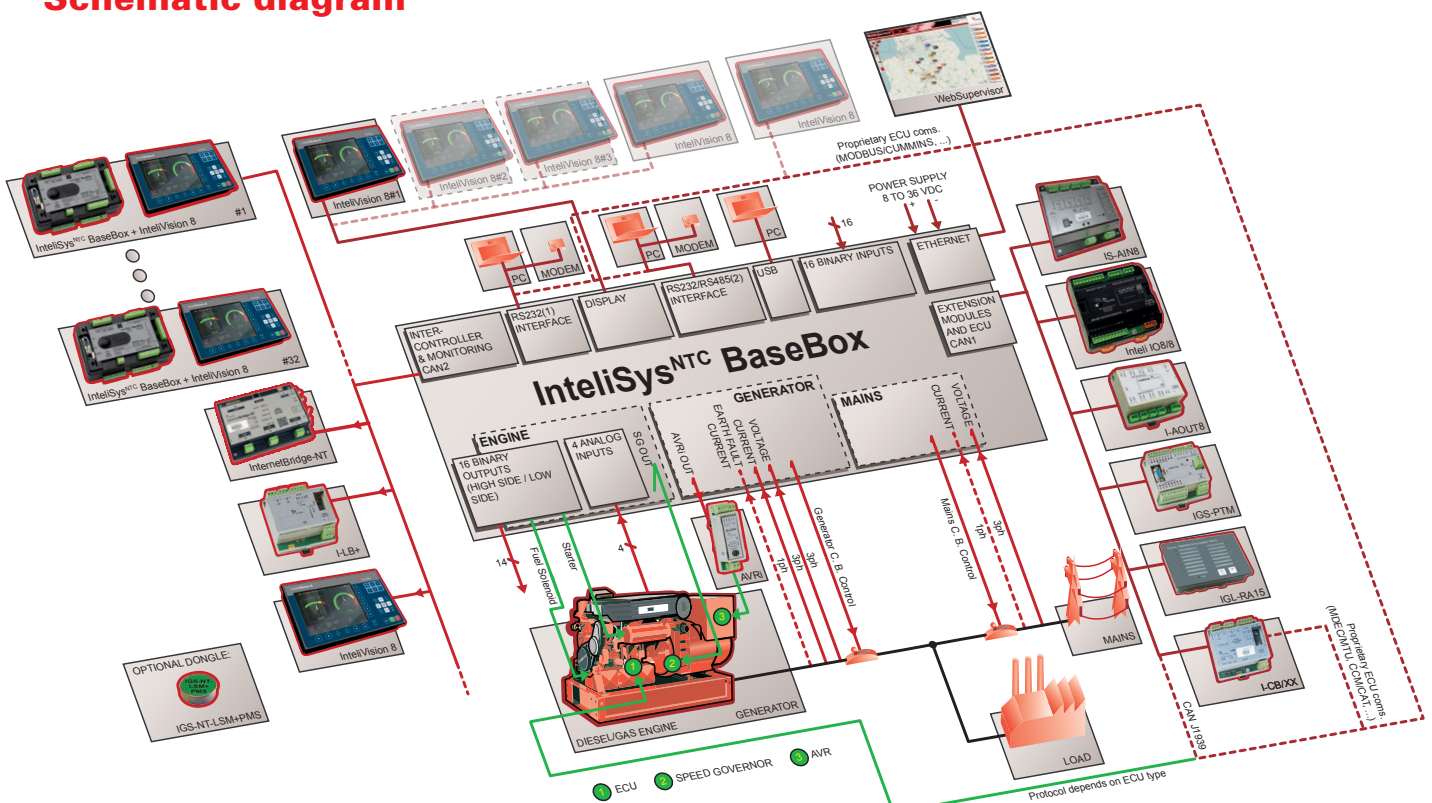 Schematic diagram
WebSupervisor
InteliVision 8
InteliVision 8
InteliVision 8#3
InteliVision 8#2
InteliVision 8#1
Proprietary ECU coms.
(MODBUS/CUMMINS, ...)
POWER SUPPLY
8 TO 36 VDC
+ -
#1
InteliSysNTC BaseBox + InteliVision 8
#32
InteliSysNTC BaseBox + InteliVision 8
InternetBridge-NT
I-LB+
InteliVision 8
OPTIONAL DONGLE:
IGS-NT-
LSM+
PMS
IGS-NT-LSM+PMS
PC
MODEM
PC
MODEM
PC
16
INTER-
CONTROLLER
& MONITORING
CAN2
RS232(1)
INTERFACE
DISPLAY
RS232/RS485(2)
INTERFACE
USB
16 BINARY INPUTS
ETHERNET
EXTENSION
MODULES
AND ECU
CAN1
InteliSysNTC BaseBox
ENGINE
16 BINARY
OUTPUTS
(HIGH SIDE / LOW
SIDE)
4 ANALOG
INPUTS
SG OUT
GENERATOR
AVRi OUT
EARTH FAULT
CURRENT
CURRENT
VOLTAGE
MAINS
CURRENT
VOLTAGE
14
Fuel Solenoid
Starter
4
AVRi
1ph
3ph
3ph
Generator C. B. Control
Mains C. B. Control
1ph
3ph
IS-AIN8
Inteli IO8/8
I-AOUT8
IGS-PTM
IGL-RA15
I-CB/XX
MAINS
LOAD
1
2
3
DIESEL/GAS ENGINE
GENERATOR
1 ECU
2 SPEED GOVERNOR
3 AVR
CAN J1939
Proprietary ECU coms.
(MDEC/MTU, CCM/CAT, ...)
Protocol depends on ECU type